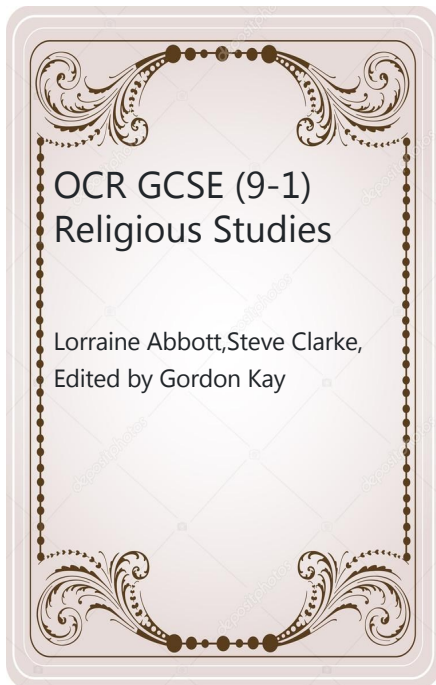 OCR GCSE (9-1)
Religious Studies
Lorraine Abbott,Steve Clarke,
Edited by Gordon Kay